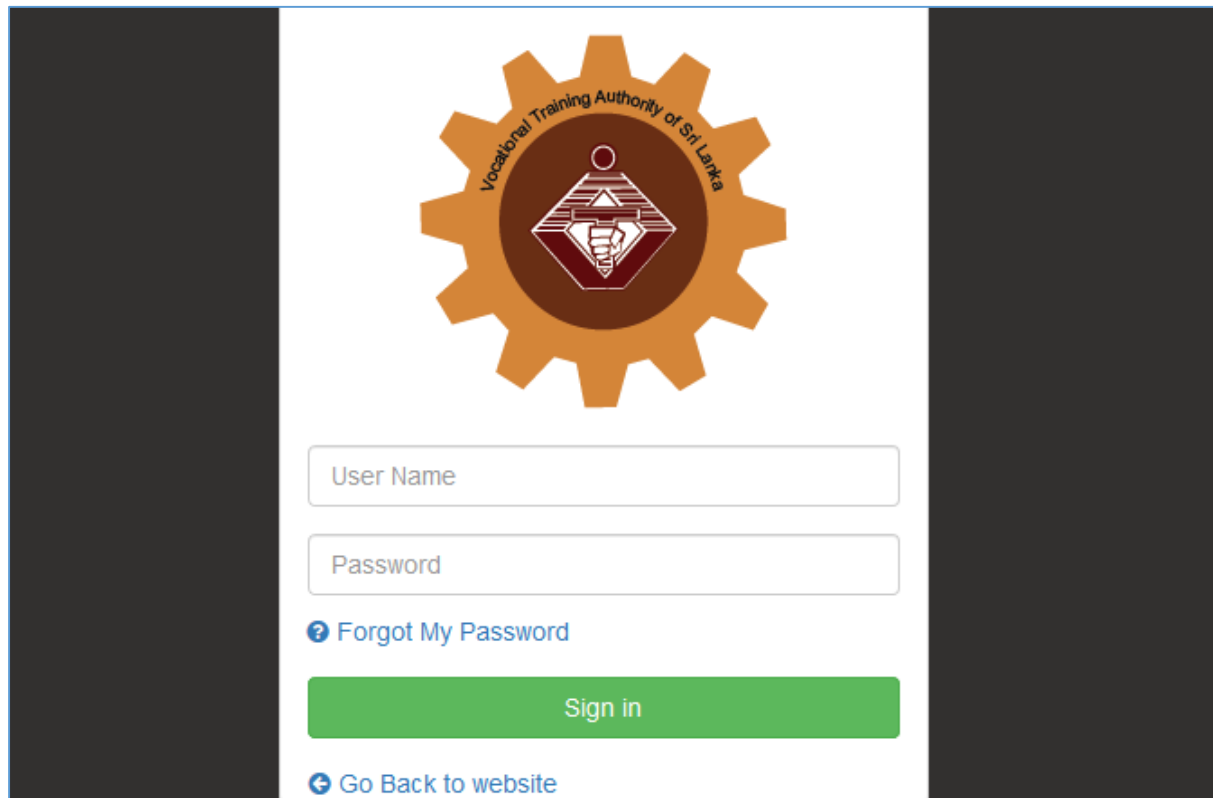 Vocational Training Authority of Sri Lanka
User Name
Password
Forgot My Password
Sign in
Go Back to website